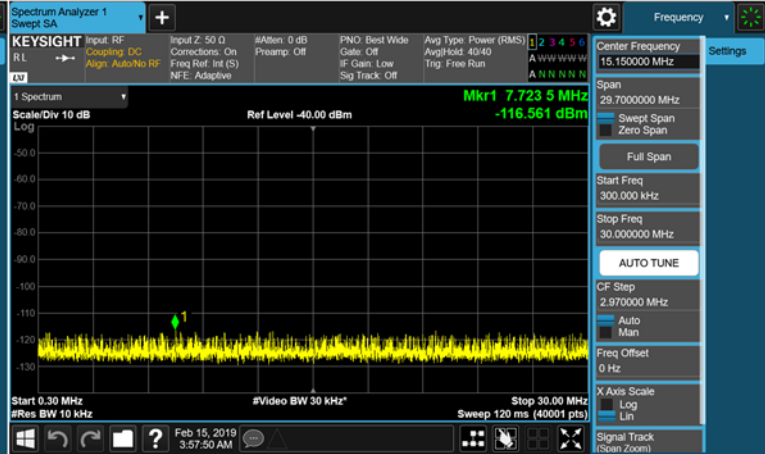 Spectrum Analyzer 1
Swept SA
+
Frequency
KEYSIGHT
RL
LXI
Input: RF
Coupling: DC
Align: Auto/No RF
Input Z: 50 Ω
Corrections: On
Freq Ref: Int (S)
NFE: Adaptive
#Atten: 0 dB
Preamp: Off
PNO: Best Wide
Gate: Off
IF Gain: Low
Sig Track: Off
Avg Type: Power (RMS)
Avg|Hold: 40/40
Trig: Free Run
1 2 3 4 5 6
A W W W W W
A N N N N N
1 Spectrum
Scale/Div 10 dB
Log
Ref Level -40.00 dBm
Mkr1 7.723 5 MHz
-116.561 dBm
-50.0
-60.0
-70.0
-80.0
-90.0
-100
-110
-120
-130
1
Start 0.30 MHz
#Res BW 10 kHz
#Video BW 30 kHz*
Stop 30.00 MHz
Sweep 120 ms (40001 pts)
?
Feb 15, 2019
3:57:50 AM
Center Frequency
15.150000 MHz
Settings
Span
29.7000000 MHz
Swept Span
Zero Span
Full Span
Start Freq
300.000 kHz
Stop Freq
30.000000 MHz
AUTO TUNE
CF Step
2.970000 MHz
Auto
Man
Freq Offset
0 Hz
X Axis Scale
Log
Lin
Signal Track
(Span Zoom)